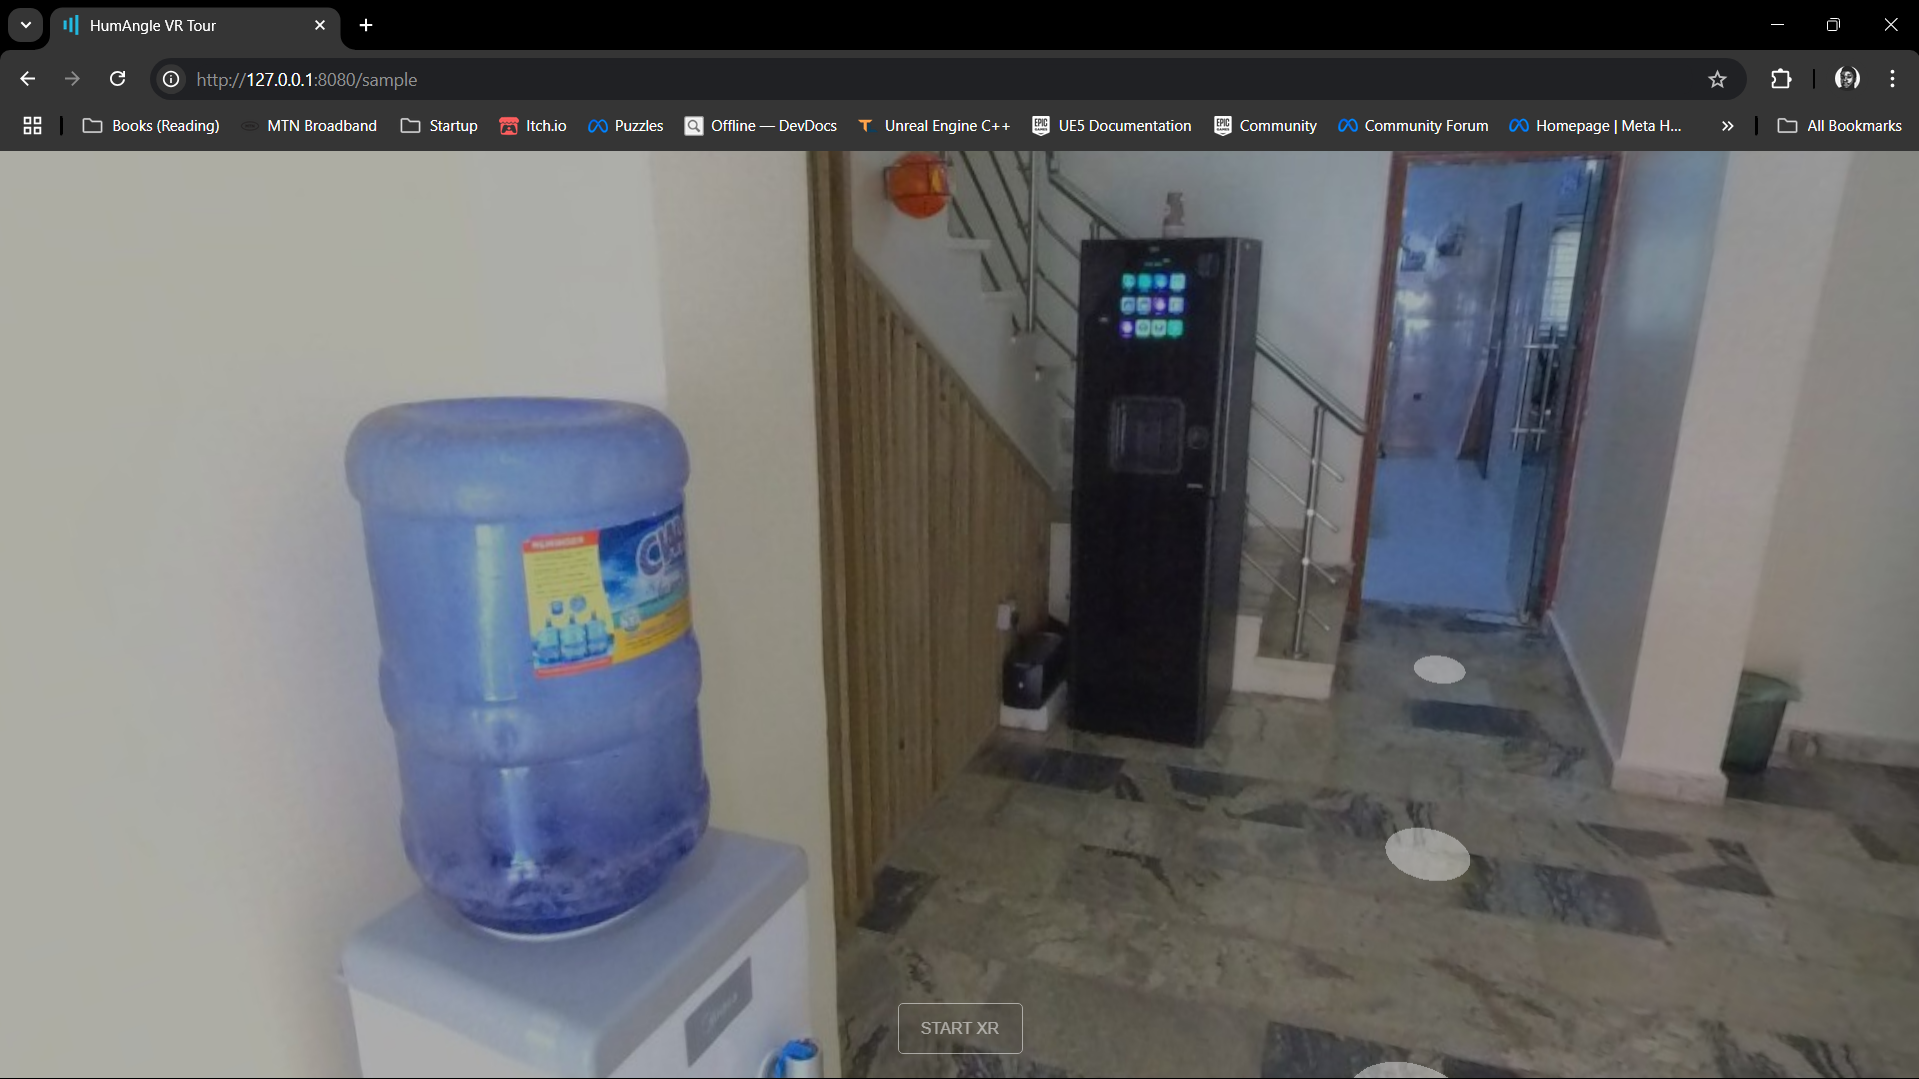 HumAngle VR Tour
http://127.0.0.1:8080/sample
Books (Reading)
MTN Broadband
Startup
Itch.io
Puzzles
Offline — DevDocs
Unreal Engine C++
UE5 Documentation
Community
Community Forum
Homepage | Meta H...
All Bookmarks
START XR